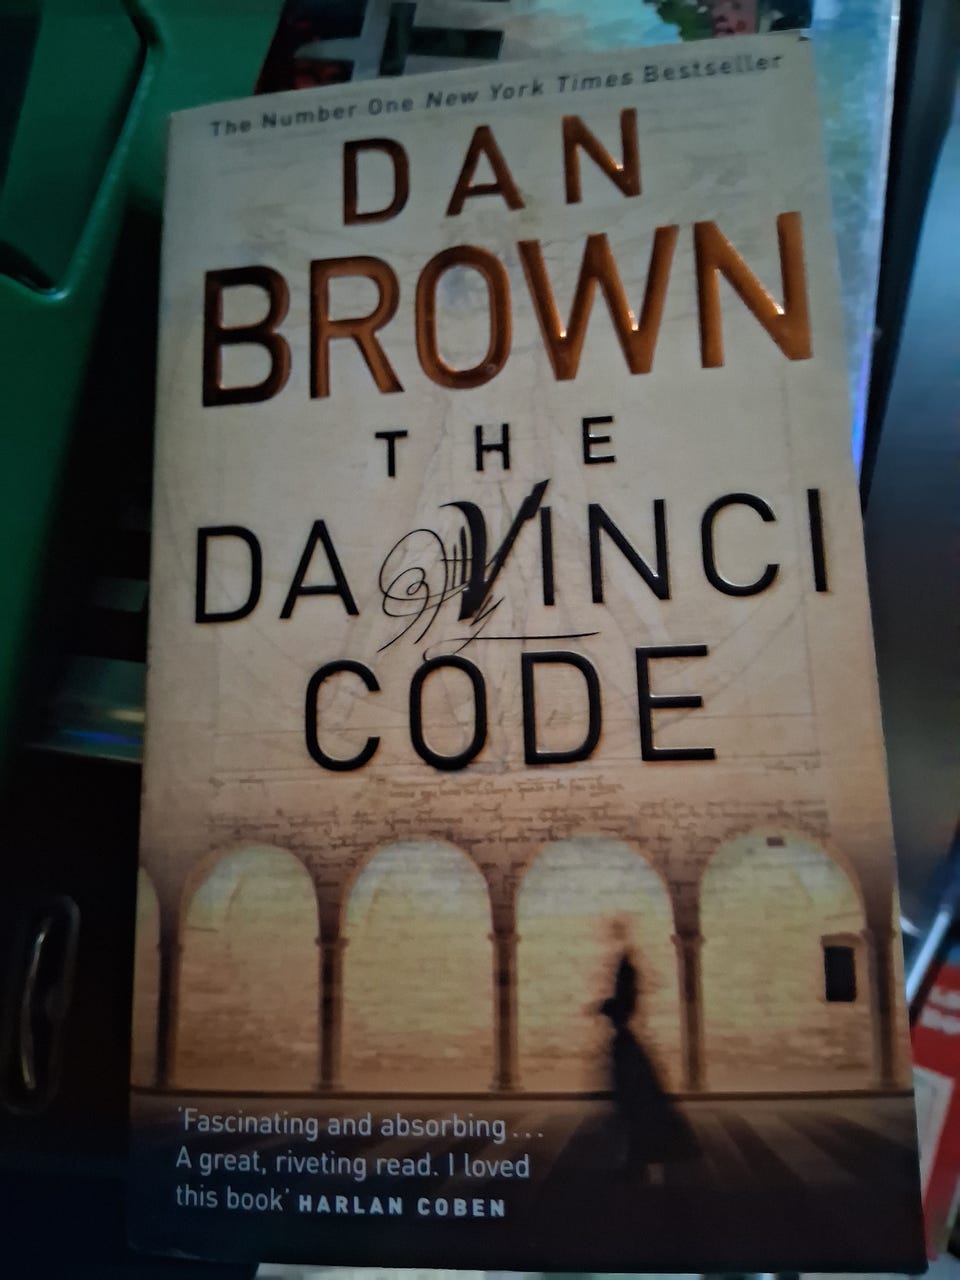 The Number One New York Times Bestseller
DAN
BROWN
THE
DA VINCI
CODE
'Fascinating and absorbing...
A great, riveting read. I loved
this book' HARLAN COBEN